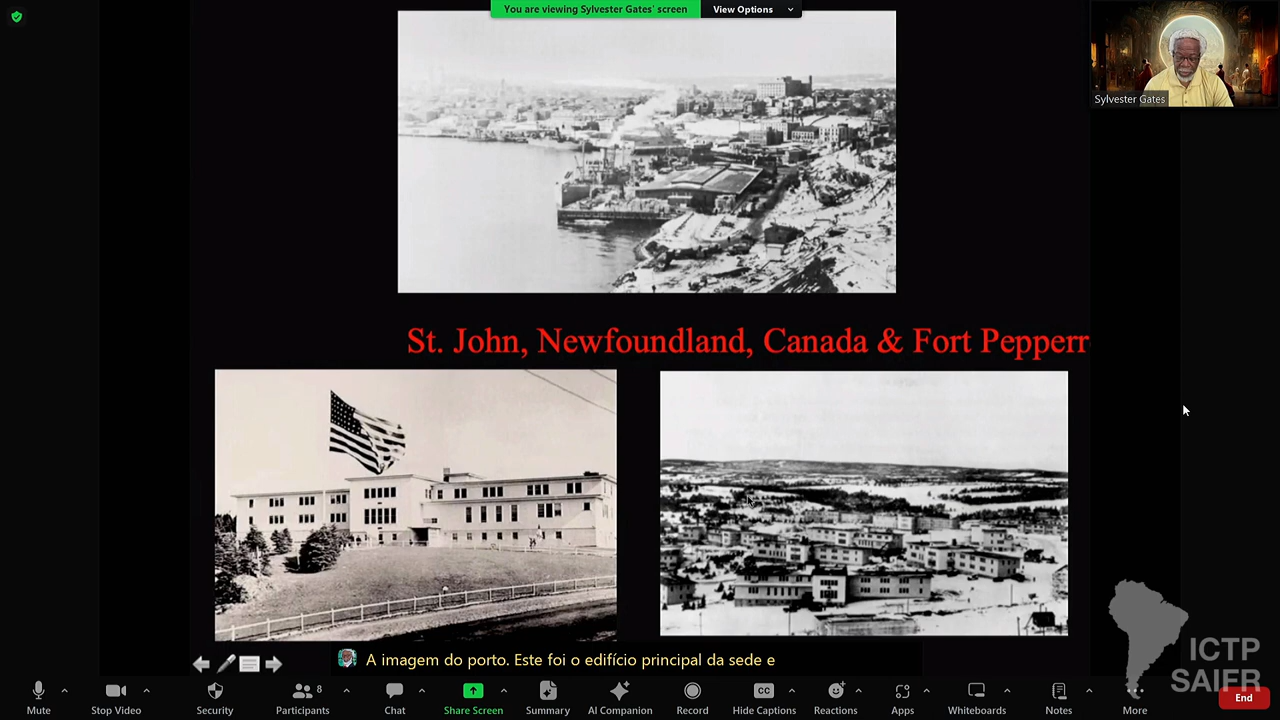 You are viewing Sylvester Gates' screen
View Options
Sylvester Gates
St. John, Newfoundland, Canada & Fort Pepperr
A imagem do porto. Este foi o edifício principal da sede e
ICTP
SAIFR
Mute
Stop Video
Security
Participants
8
Chat
Share Screen
Summary
AI Companion
Record
CC
Hide Captions
Reactions
Apps
Whiteboards
Notes
More
End